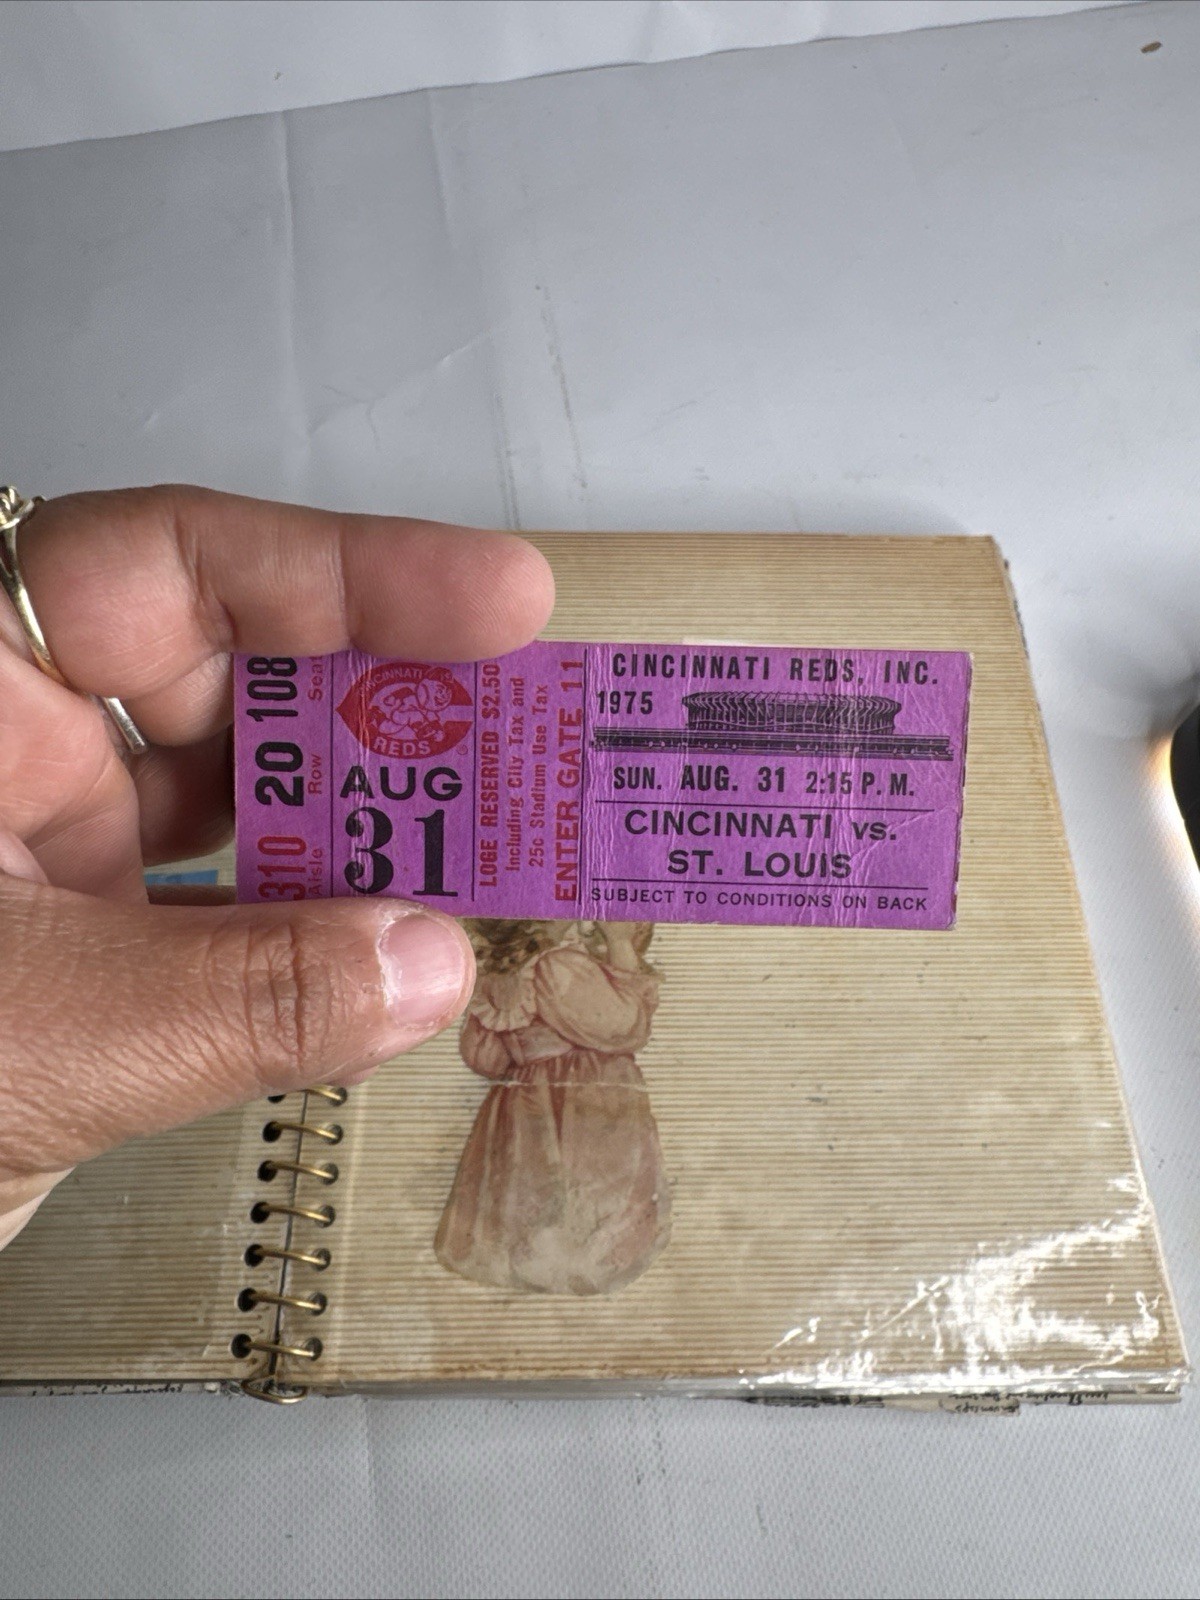 310 20 108
Aisle Row Seat
CINCINNATI
REDS
®
AUG
31
LOGE RESERVED $2.50
Including City Tax and
25c Stadium Use Tax
ENTER GATE 11
CINCINNATI REDS, INC.
1975
SUN. AUG. 31 2:15 P. M.
CINCINNATI vs.
ST. LOUIS
SUBJECT TO CONDITIONS ON BACK